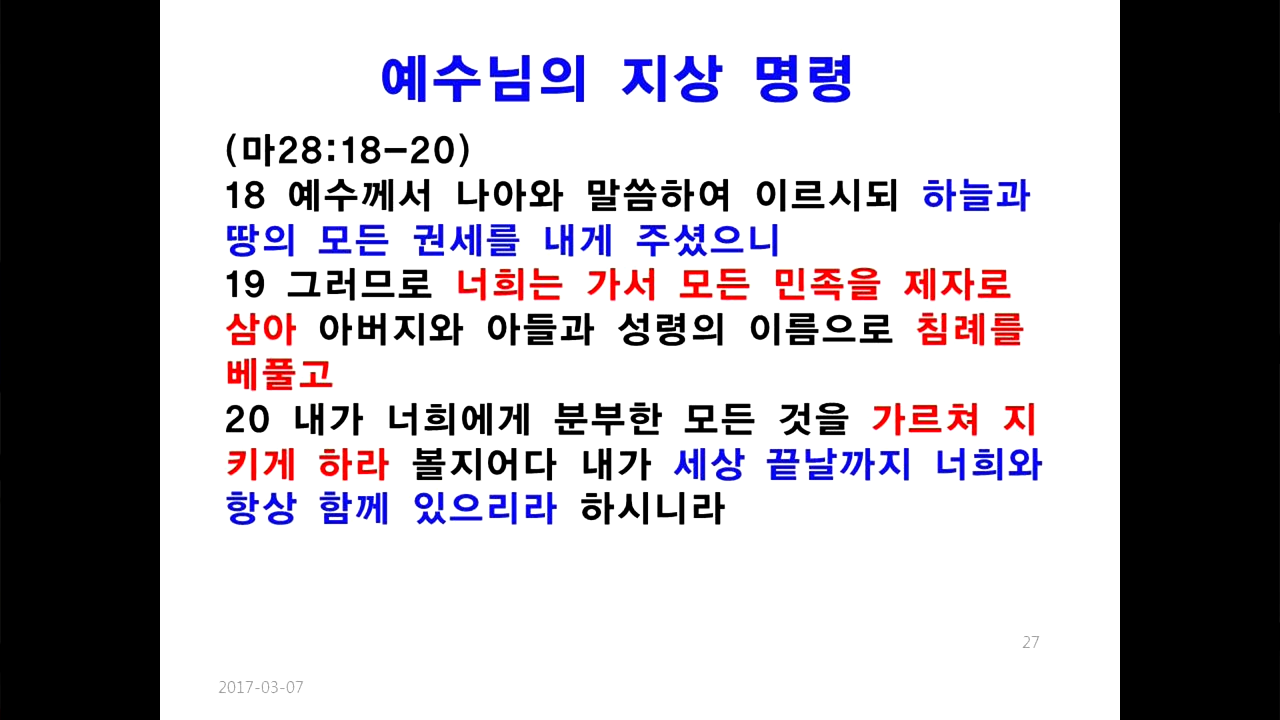 예수님의 지상 명령
(마28:18-20)
18 예수께서 나아와 말씀하여 이르시되 하늘과
땅의 모든 권세를 내게 주셨으니
19 그러므로 너희는 가서 모든 민족을 제자로
삼아 아버지와 아들과 성령의 이름으로 침례를
베풀고
20 내가 너희에게 분부한 모든 것을 가르쳐 지
키게 하라 볼지어다 내가 세상 끝날까지 너희와
항상 함께 있으리라 하시니라
27
2017-03-07